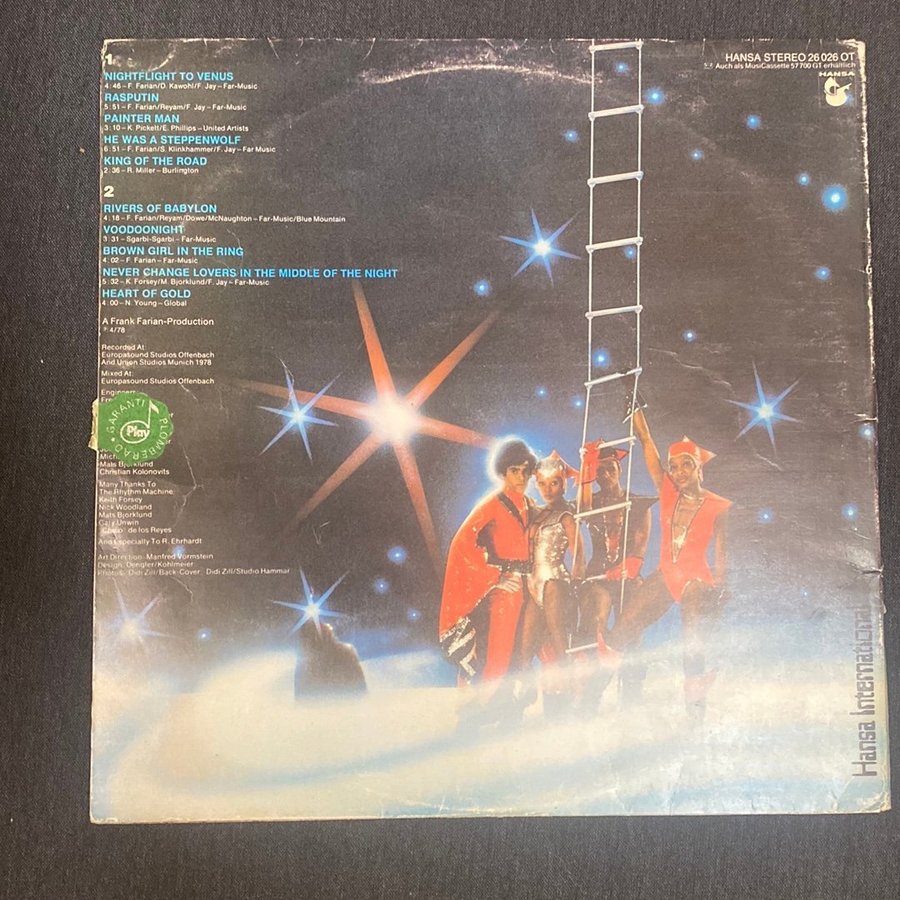 1
NIGHTFLIGHT TO VENUS
4:46 – F. Farian/D. Kawohl/F. Jay – Far-Music
RASPUTIN
5:51 – F. Farian/Reyam/F. Jay – Far-Music
PAINTER MAN
3:10 – K. Pickett/E. Phillips – United Artists
HE WAS A STEPPENWOLF
6:51 – F. Farian/S. Klinkhammer/F. Jay – Far Music
KING OF THE ROAD
2:36 – R. Miller – Burlington
2
RIVERS OF BABYLON
4:18 – F. Farian/Reyam/Dowe/McNaughton – Far-Music/Blue Mountain
VOODOONIGHT
3:31 – Sgarbi-Sgarbi – Far-Music
BROWN GIRL IN THE RING
4:02 – F. Farian – Far-Music
NEVER CHANGE LOVERS IN THE MIDDLE OF THE NIGHT
5:32 – K. Forsey/M. Bjorklund/F. Jay – Far-Music
HEART OF GOLD
4:00 – N. Young – Global
A Frank Farian-Production
℗ 4/78
Recorded At:
Europasound Studios Offenbach
And Union Studios Munich 1978
Mixed At:
Europasound Studios Offenbach
GARANTİ PLOMBERAD
Play
Mats Bjorklund
Christian Kolonovits
Many Thanks To
The Rhythm Machine:
Keith Forsey
Nick Woodland
Mats Bjorklund
Gary Unwin
de los Reyes
And Especially To R. Ehrhardt
Art Direction: Manfred Vormstein
Design: Dengler/Kohlmeier
Photos: Didi Zill/Back-Cover: Didi Zill/Studio Hammar
HANSA STEREO 26 026 OT
Auch als MusiCassette 57 700 GT erhältlich
HANSA
Hansa International